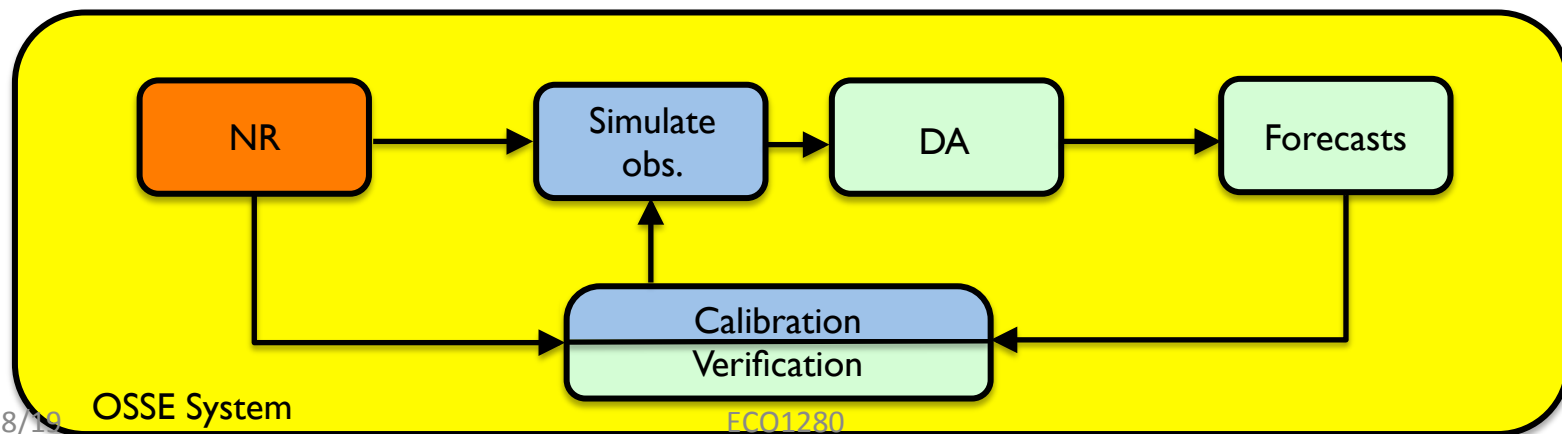 NR
Simulate
obs.
DA
Forecasts
Calibration
Verification
OSSE System
8/19
ECO1280